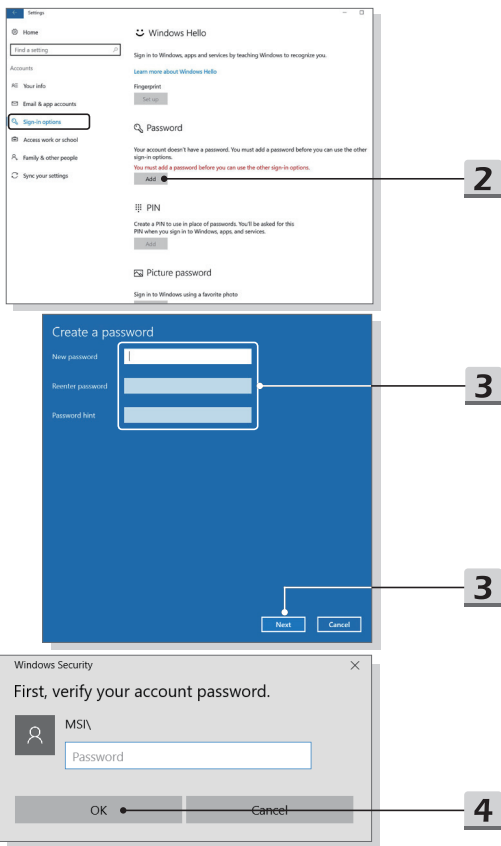 Settings
Home
Find a setting
Accounts
Your info
Email & app accounts
Sign-in options
Access work or school
Family & other people
Sync your settings
Windows Hello
Sign in to Windows, apps and services by teaching Windows to recognize you.
Learn more about Windows Hello
Fingerprint
Set up
Password
Your account doesn't have a password. You must add a password before you can use the other
sign-in options.
You must add a password before you can use the other sign-in options.
Add
2
PIN
Create a PIN to use in place of passwords. You'll be asked for this
PIN when you sign in to Windows, apps, and services.
Add
Picture password
Sign in to Windows using a favorite photo
Create a password
New password
Reenter password
Password hint
3
3
Next
Cancel
Windows Security
First, verify your account password.
MSI\
Password
OK
Cancel
4